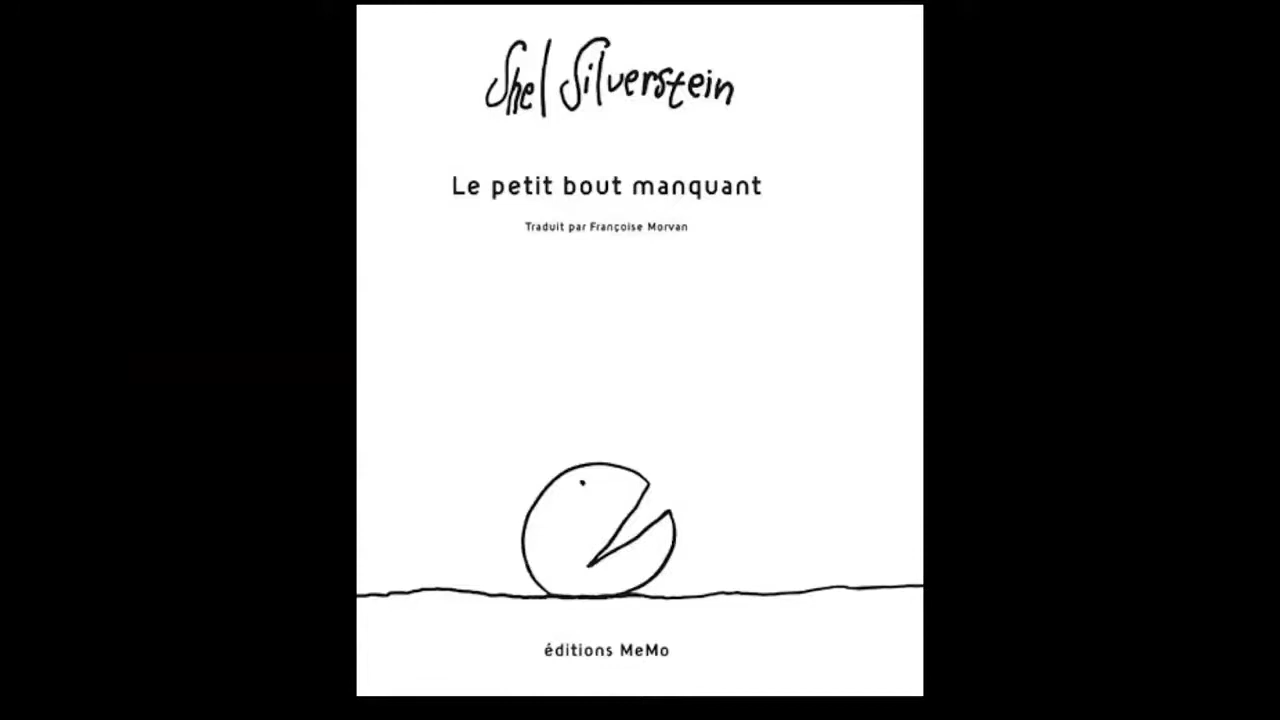 Shel Silverstein
Le petit bout manquant
Traduit par Françoise Morvan
éditions MeMo